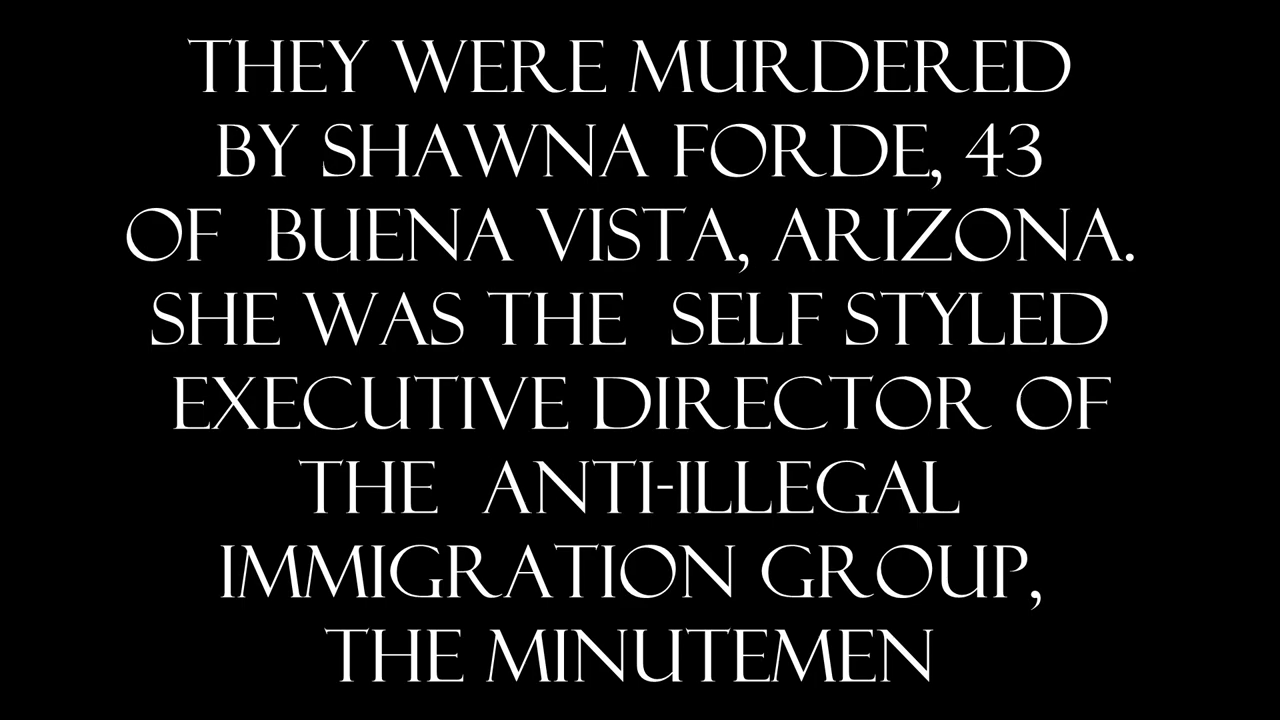 THEY WERE MURDERED
BY SHAWNA FORDE, 43
OF BUENA VISTA, ARIZONA.
SHE WAS THE SELF STYLED
EXECUTIVE DIRECTOR OF
THE ANTI-ILLEGAL
IMMIGRATION GROUP,
THE MINUTEMEN